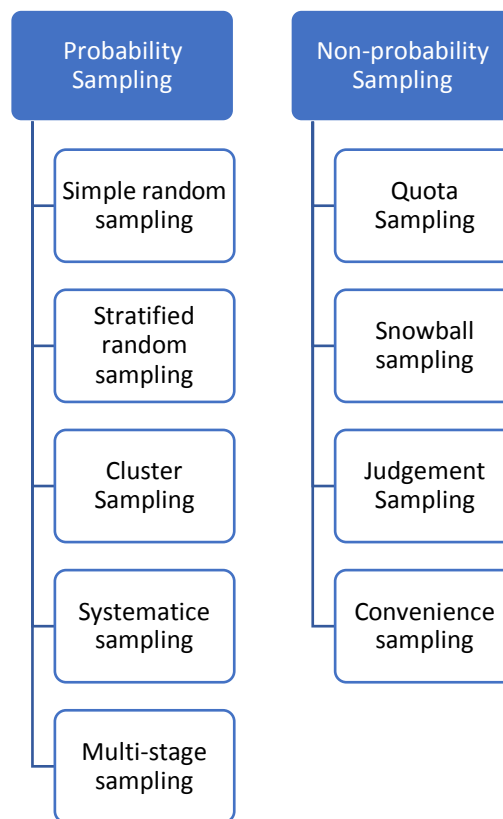 Probability
Sampling
Simple random
sampling
Stratified
random
sampling
Cluster
Sampling
Systematice
sampling
Multi-stage
sampling
Non-probability
Sampling
Quota
Sampling
Snowball
sampling
Judgement
Sampling
Convenience
sampling